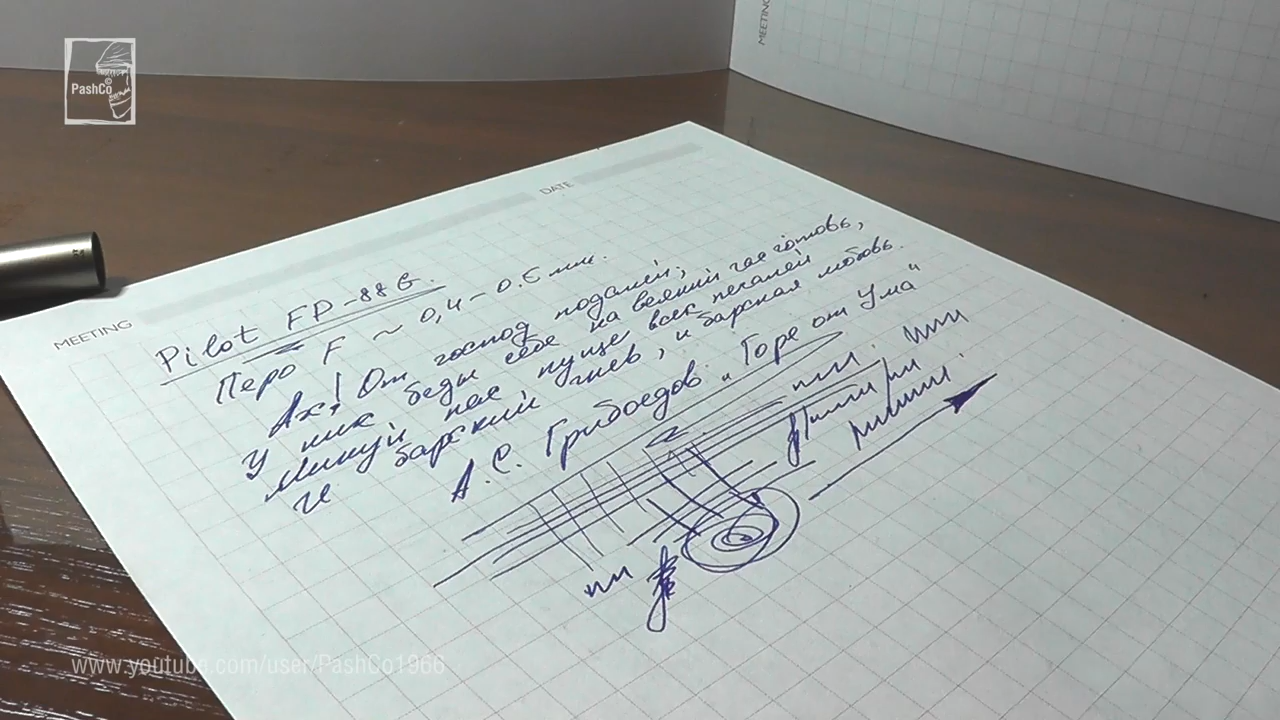 MEETING
PashCo
©
DATE
MEETING
Pilot FP-88G.
Перо F ~ 0,4-0.5 мм.
Ах! От господ подалей;
У них беды себе на всякий час готовь,
Минуй нас пуще всех печалей
И барский гнев, и барская любовь.
А.С. Грибоедов. "Горе от Ума"
www.youtube.com/user/PashCo1966